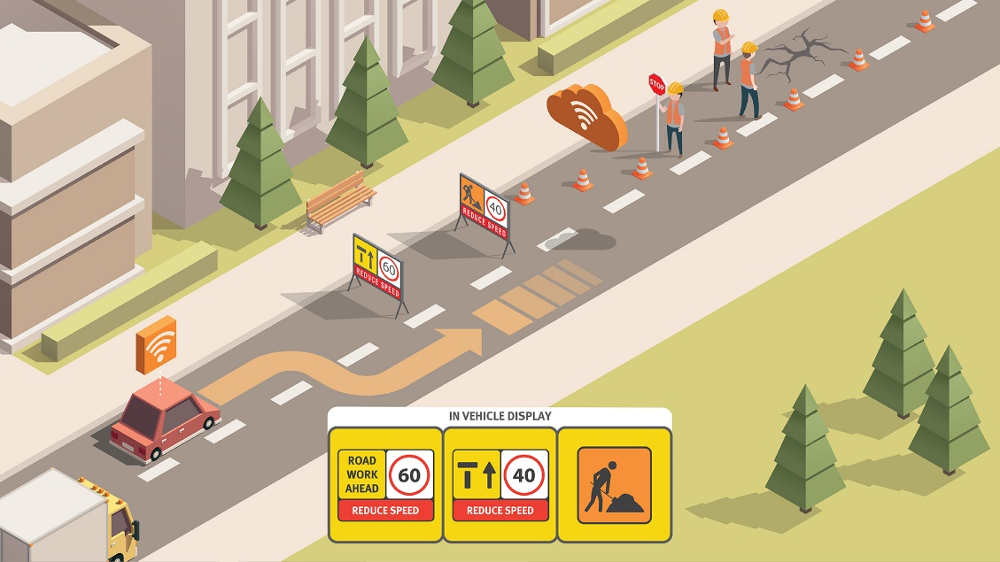 STOP
40
REDUCE SPEED
60
REDUCE SPEED
IN VEHICLE DISPLAY
ROAD
WORK
AHEAD
60
REDUCE SPEED
40
REDUCE SPEED